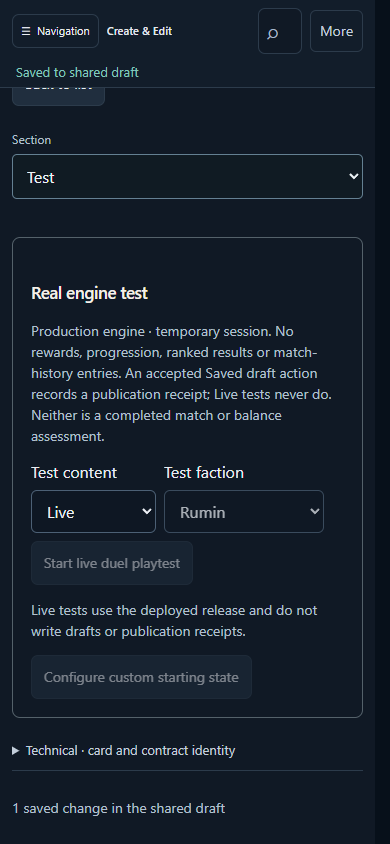 ☰ Navigation
Create & Edit
More
Saved to shared draft
Section
Test
Real engine test
Production engine · temporary session. No
rewards, progression, ranked results or match-
history entries. An accepted Saved draft action
records a publication receipt; Live tests never do.
Neither is a completed match or balance
assessment.
Test content
Test faction
Live
Rumin
Start live duel playtest
Live tests use the deployed release and do not
write drafts or publication receipts.
Configure custom starting state
▶ Technical · card and contract identity
1 saved change in the shared draft